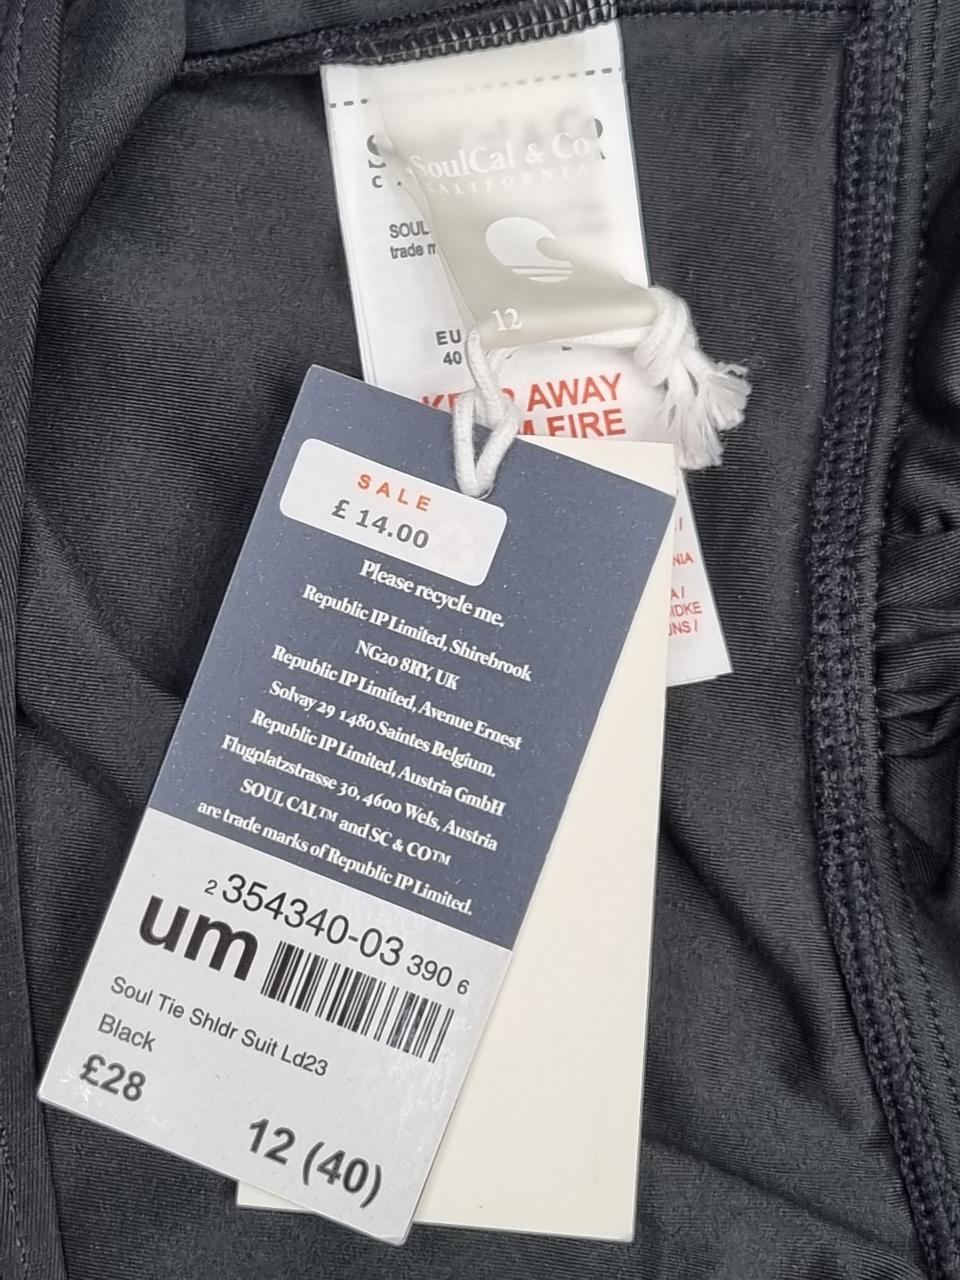 SoulCal & Co
CALIFORNIA
SOUL
trade
12
EU
40
AWAY
FIRE
SALE
£ 14.00
Please recycle me.
Republic IP Limited, Shirebrook
NG20 8RY, UK
Republic IP Limited, Avenue Ernest
Solvay 29 1480 Saintes Belgium.
Republic IP Limited, Austria GmbH
Flugplatzstrasse 30, 4600 Wels, Austria
SOUL CAL™ and SC & CO™
are trade marks of Republic IP Limited.
2 354340-03 390 6
um
Soul Tie Shldr Suit Ld23
Black
£28
12 (40)